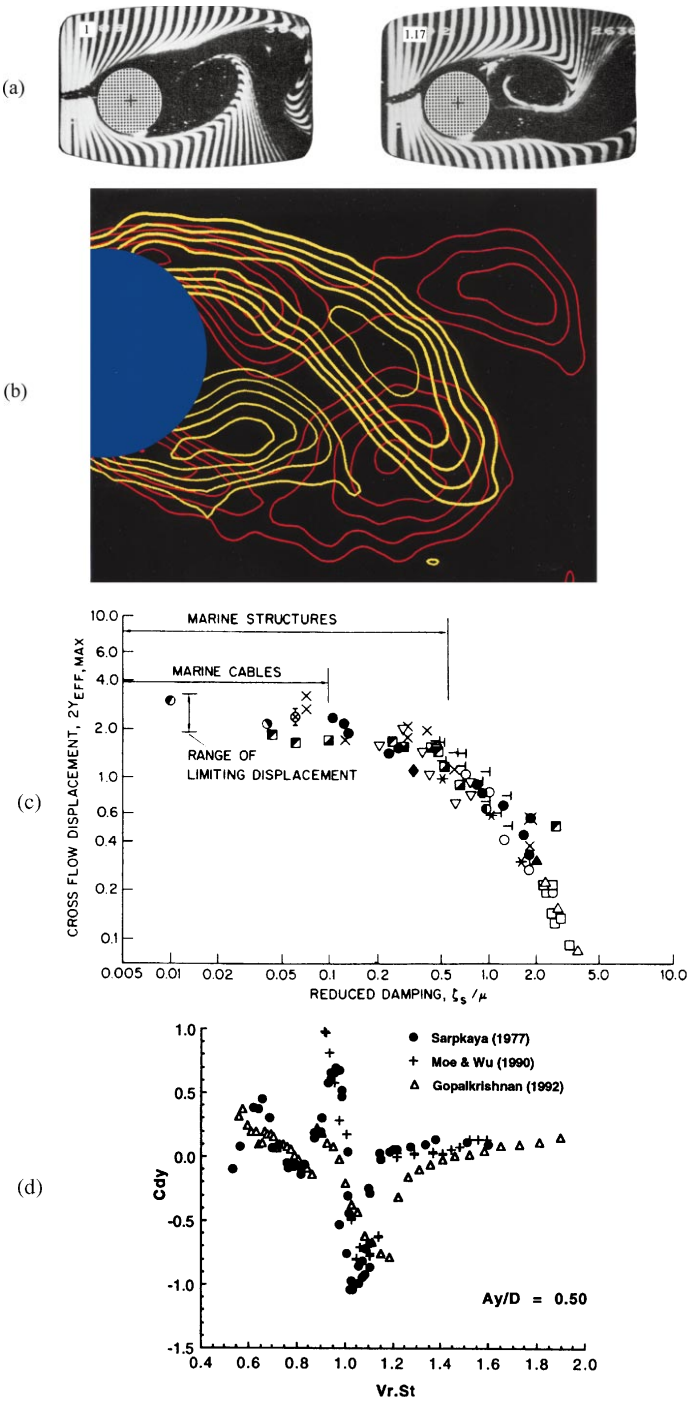 (a)
1
1.17
(b)
(c)
MARINE STRUCTURES
MARINE CABLES
RANGE OF
LIMITING DISPLACEMENT
CROSS FLOW DISPLACEMENT, 2Y EFF, MAX
10.0
6.0
4.0
2.0
1.0
0.6
0.4
0.2
0.1
0.005 0.01 0.02 0.05 0.1 0.2 0.5 1.0 2.0 5.0 10.0
REDUCED DAMPING, ζs/μ
(d)
Cdy
1.0
0.5
0.0
-0.5
-1.0
-1.5
Sarpkaya (1977)
Moe & Wu (1990)
Gopalkrishnan (1992)
Ay/D = 0.50
0.4 0.6 0.8 1.0 1.2 1.4 1.6 1.8 2.0
Vr.St